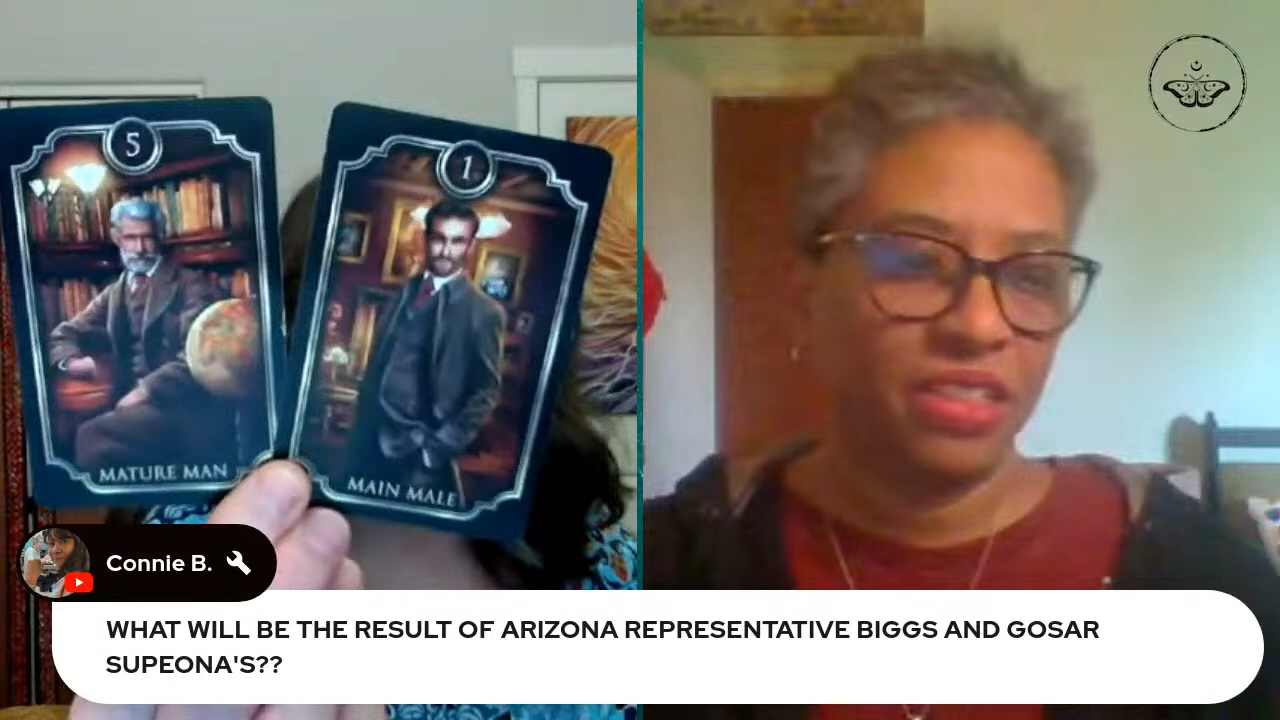 5
1
MATURE MAN
MAIN MALE
Connie B.
WHAT WILL BE THE RESULT OF ARIZONA REPRESENTATIVE BIGGS AND GOSAR
SUPEONA'S??